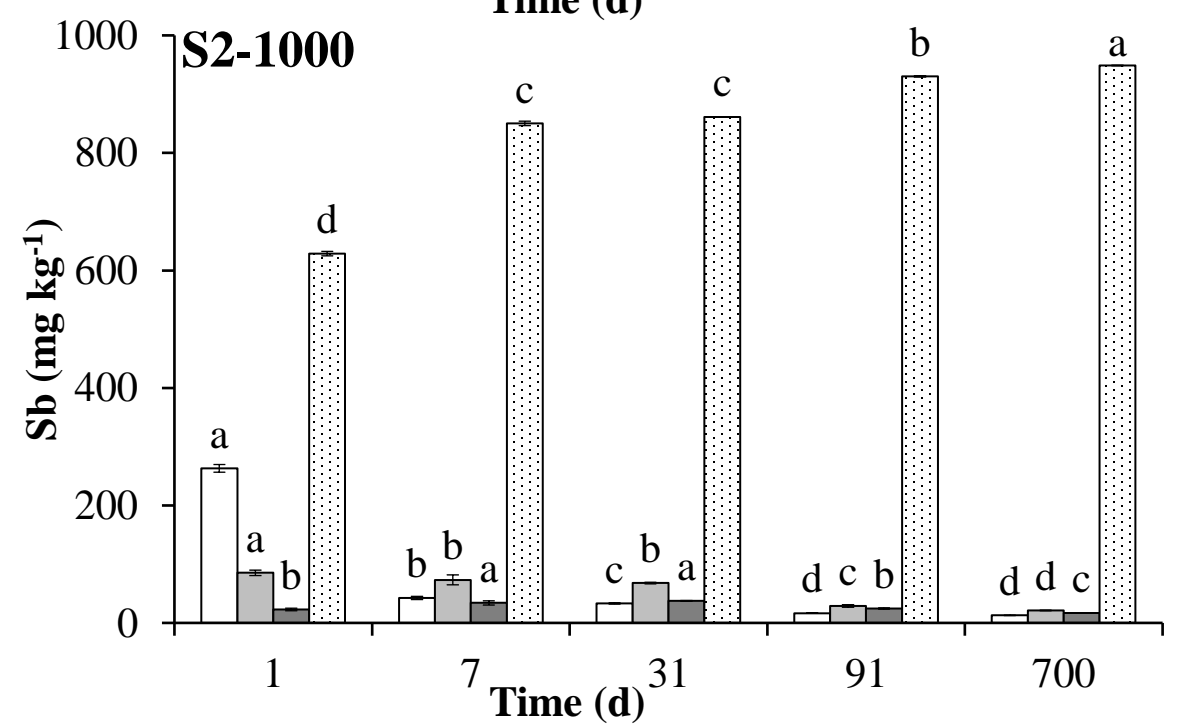 Time (d)
S2-1000
Sb (mg kg-1)
1000
800
600
400
200
0
a a b d
b b a c
c b a c
d c b b
d d c a
1 7 31 91 700
Time (d)